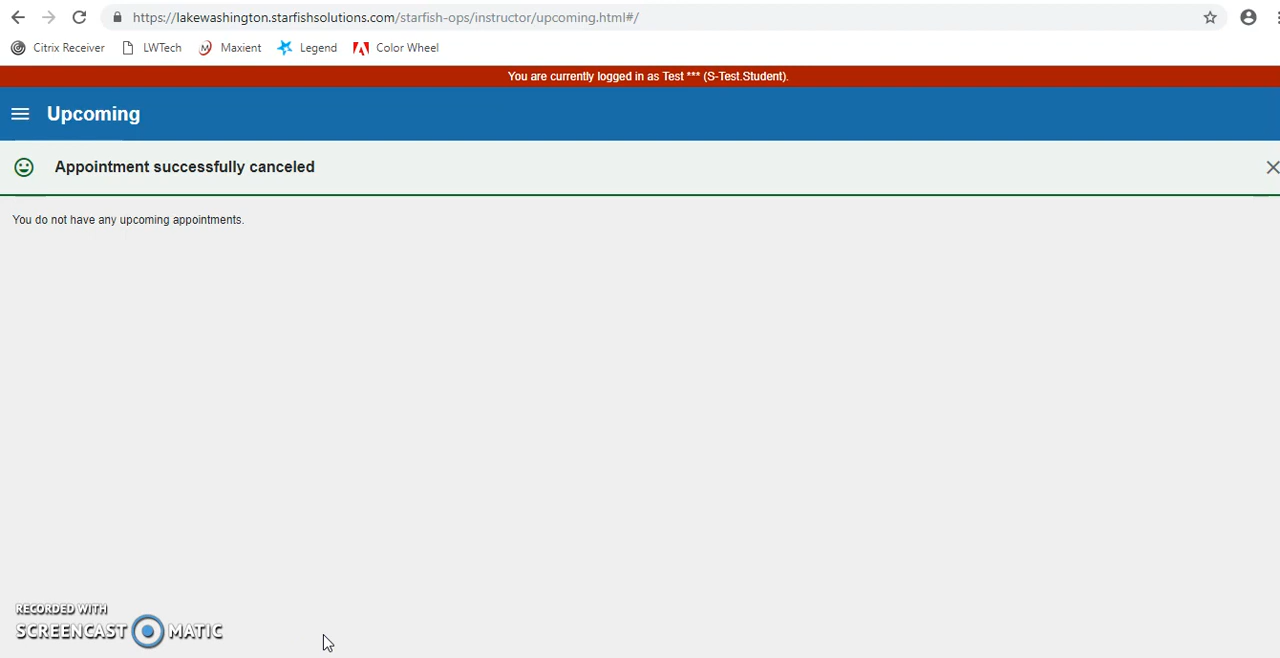 https://lakewashington.starfishsolutions.com/starfish-ops/instructor/upcoming.html#/
Citrix Receiver LWTech Maxient Legend Color Wheel
You are currently logged in as Test *** (S-Test.Student).
Upcoming
Appointment successfully canceled
You do not have any upcoming appointments.
RECORDED WITH
SCREENCAST MATIC